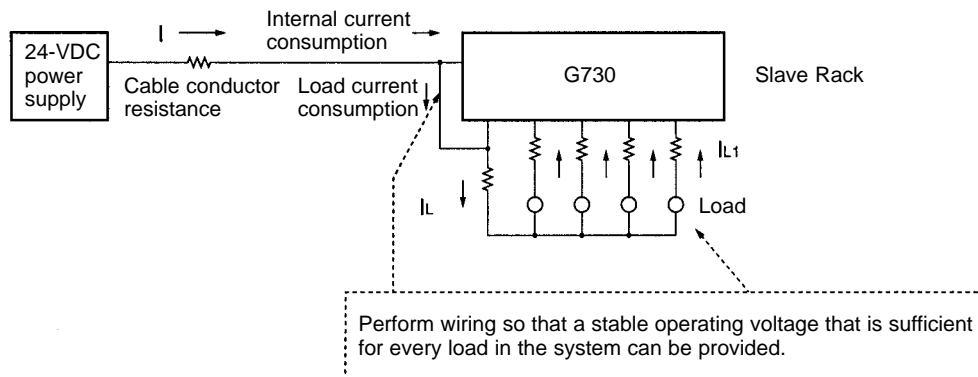 I
Internal current
consumption
24-VDC
power
supply
Cable conductor
resistance
Load current
consumption
G730
Slave Rack
IL1
IL
Load
Perform wiring so that a stable operating voltage that is sufficient
for every load in the system can be provided.